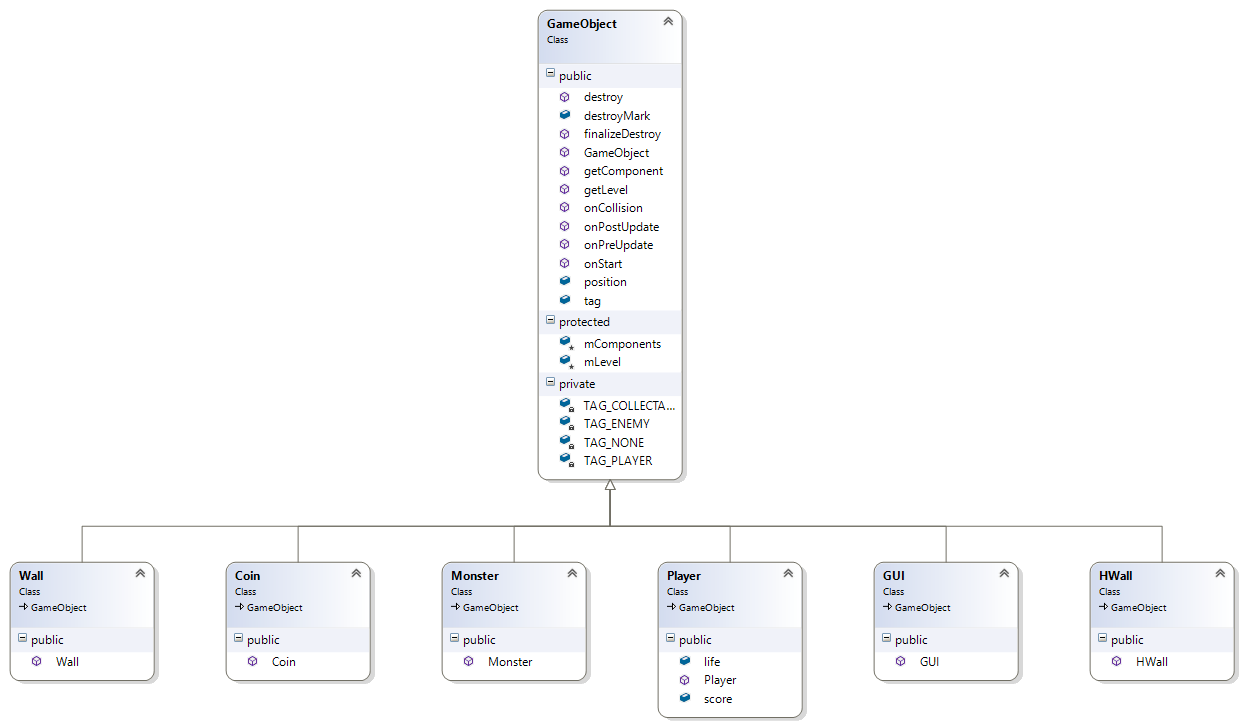 GameObject
Class
public
destroy
destroyMark
finalizeDestroy
GameObject
getComponent
getLevel
onCollision
onPostUpdate
onPreUpdate
onStart
position
tag
protected
mComponents
mLevel
private
TAG_COLLECTA...
TAG_ENEMY
TAG_NONE
TAG_PLAYER
Wall
Class
GameObject
public
Wall
Coin
Class
GameObject
public
Coin
Monster
Class
GameObject
public
Monster
Player
Class
GameObject
public
life
Player
score
GUI
Class
GameObject
public
GUI
HWall
Class
GameObject
public
HWall